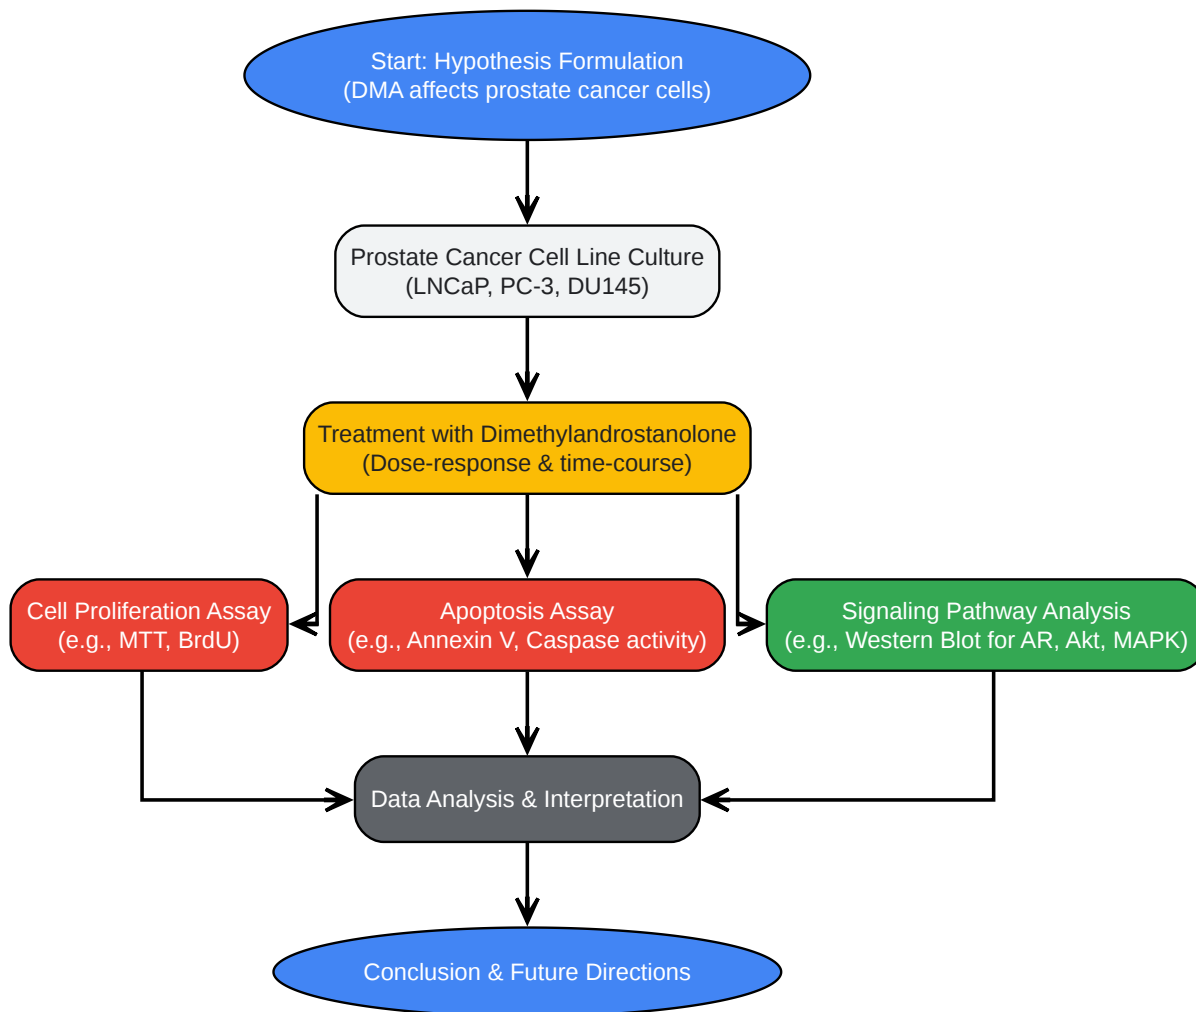 Start: Hypothesis Formulation
(DMA affects prostate cancer cells)
Prostate Cancer Cell Line Culture
(LNCaP, PC-3, DU145)
Treatment with Dimethylandrostanolone
(Dose-response & time-course)
Cell Proliferation Assay
(e.g., MTT, BrdU)
Apoptosis Assay
(e.g., Annexin V, Caspase activity)
Signaling Pathway Analysis
(e.g., Western Blot for AR, Akt, MAPK)
Data Analysis & Interpretation
Conclusion & Future Directions